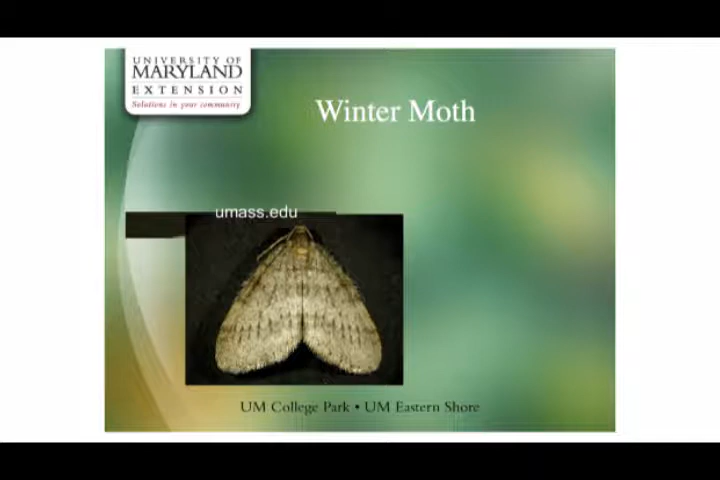 UNIVERSITY OF
MARYLAND
EXTENSION
Solutions in your community
Winter Moth
umass.edu
UM College Park • UM Eastern Shore